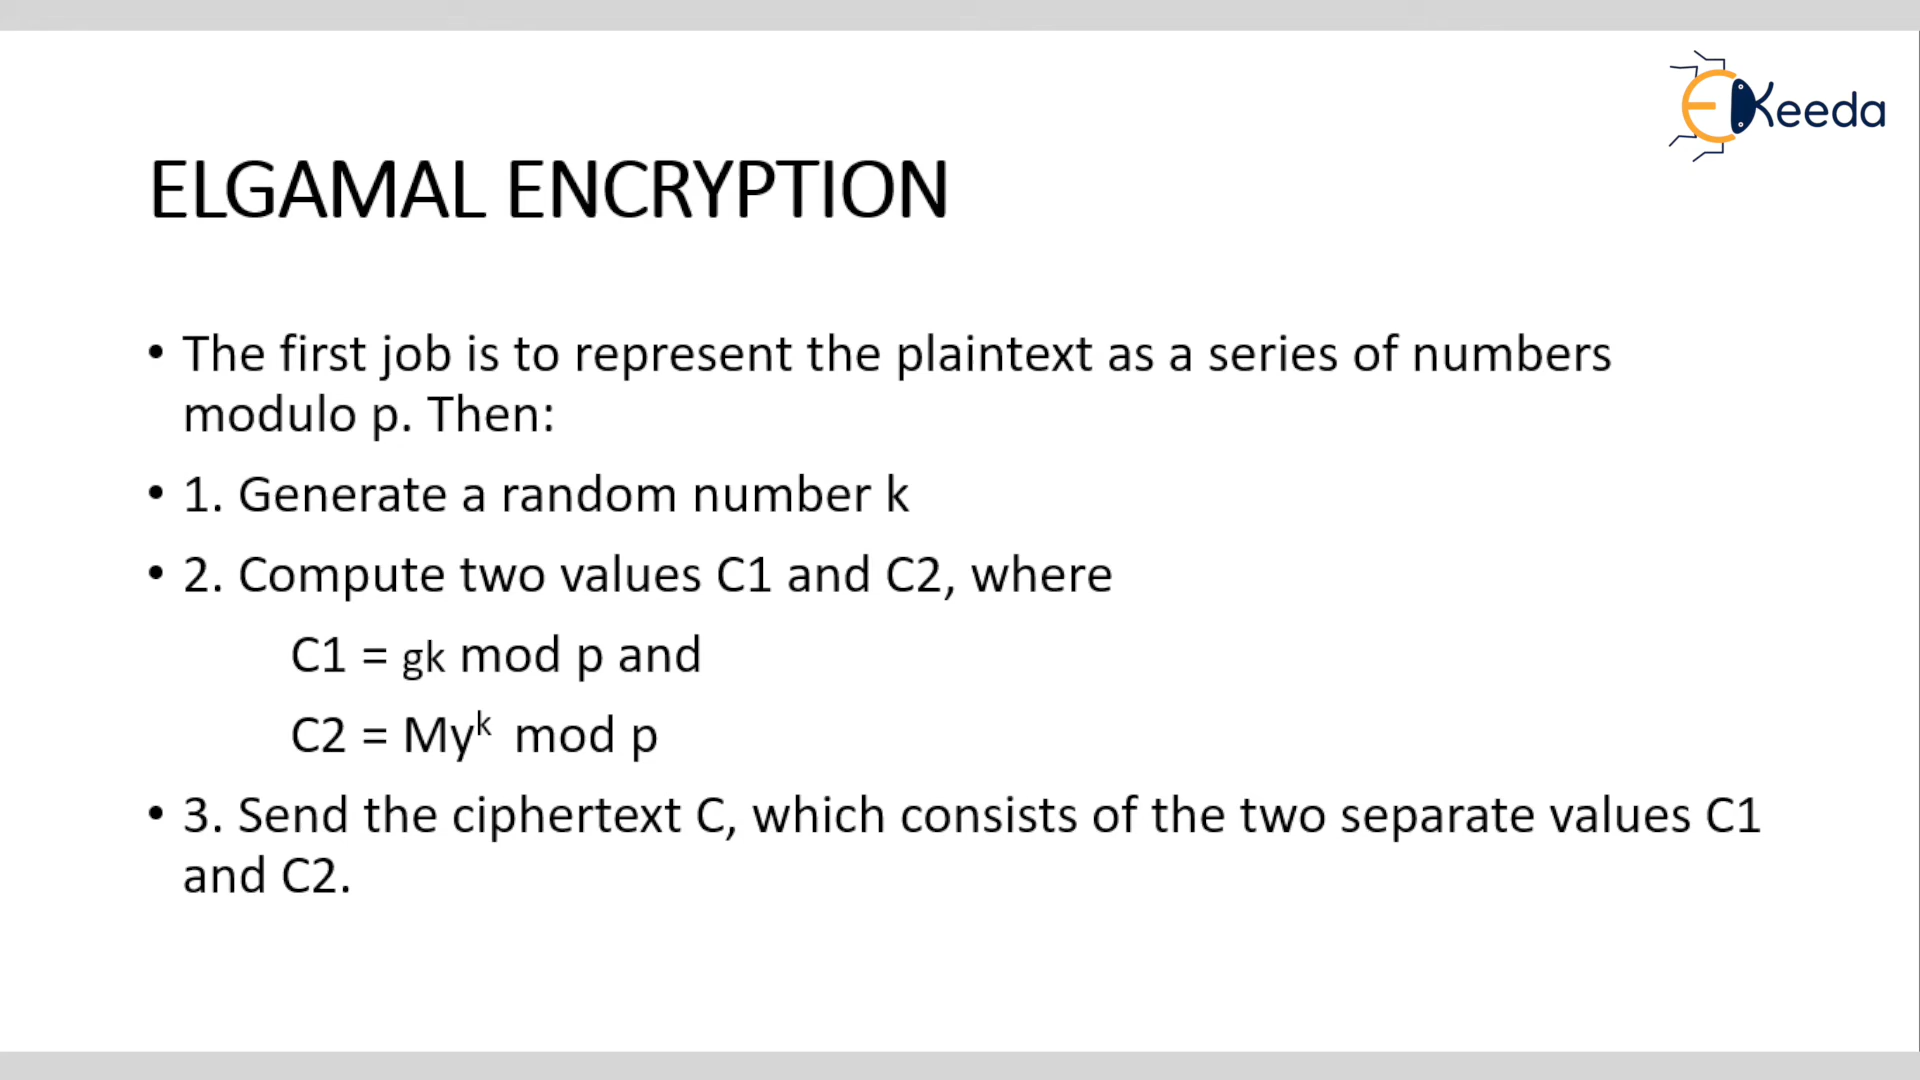 EKeeda
ELGAMAL ENCRYPTION
• The first job is to represent the plaintext as a series of numbers
modulo p. Then:
• 1. Generate a random number k
• 2. Compute two values C1 and C2, where
C1 = gk mod p and
C2 = Myᵏ mod p
• 3. Send the ciphertext C, which consists of the two separate values C1
and C2.